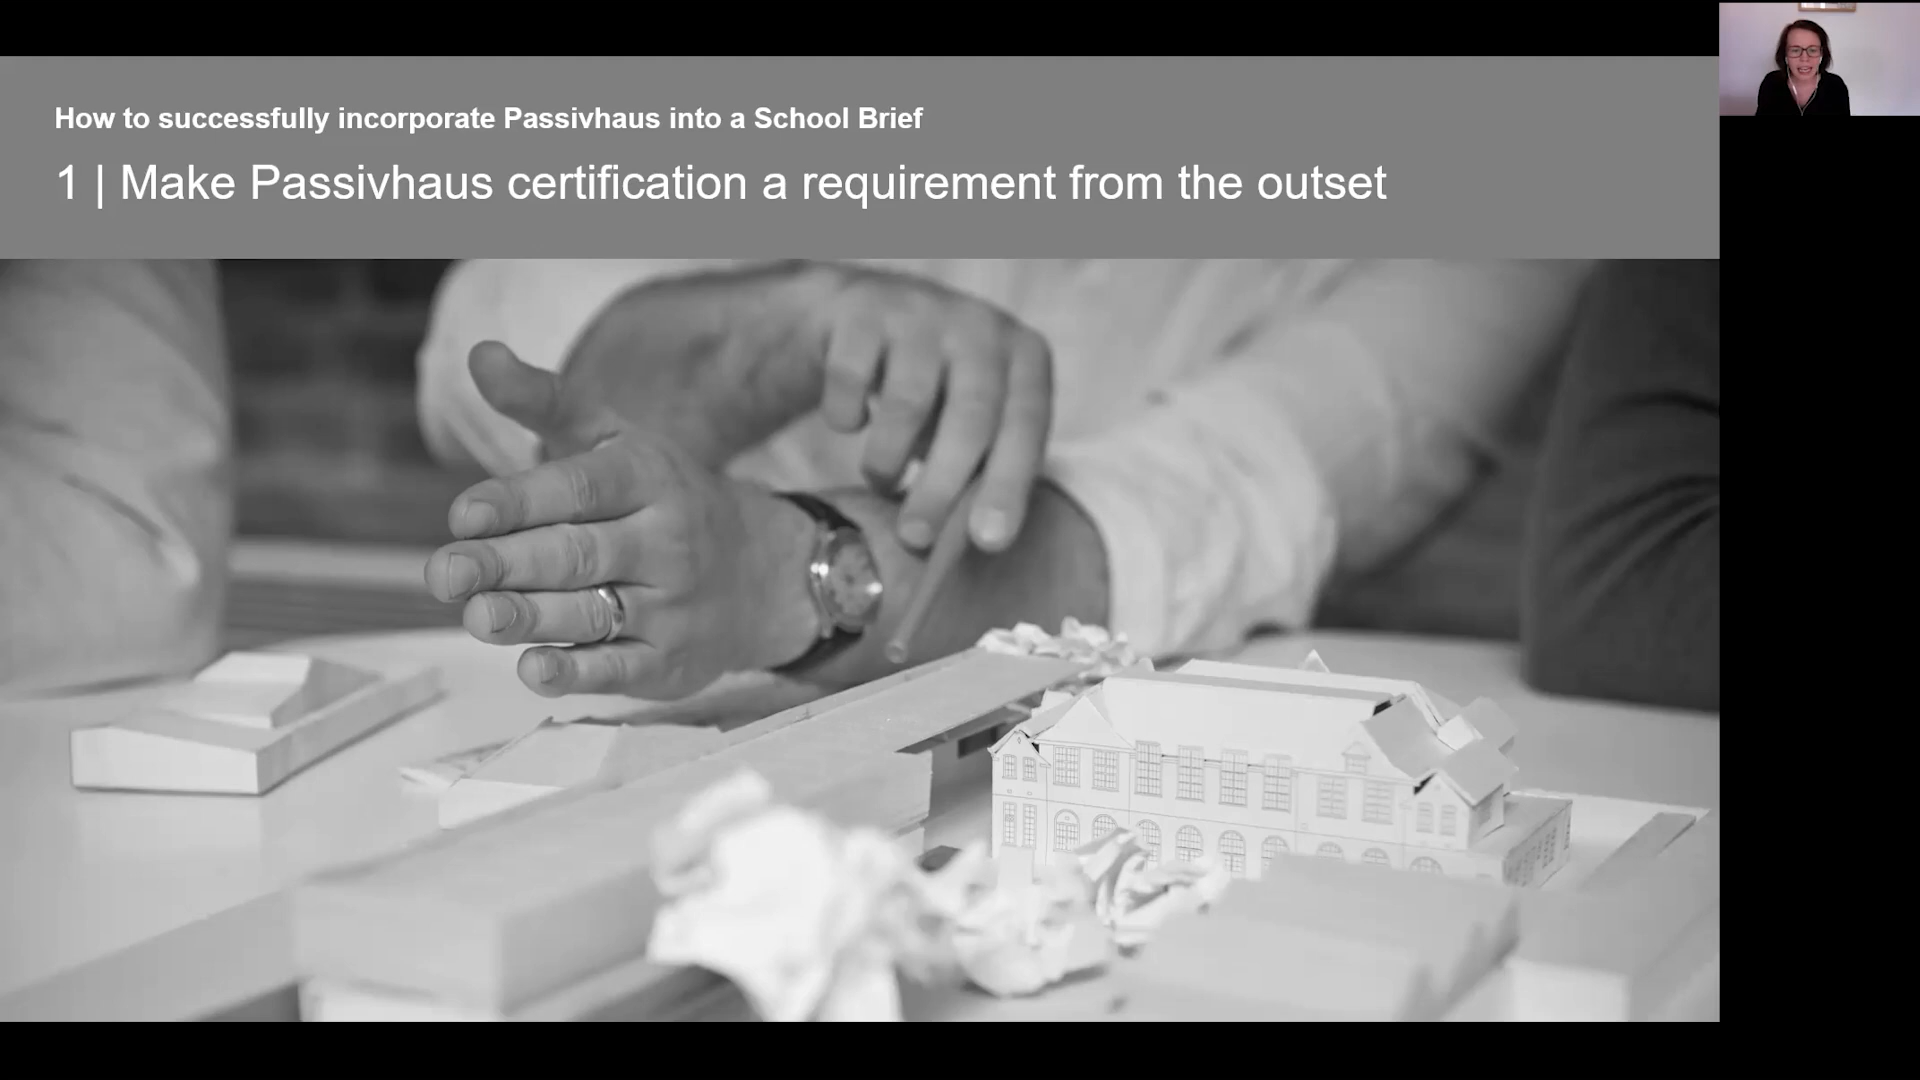 How to successfully incorporate Passivhaus into a School Brief
1 | Make Passivhaus certification a requirement from the outset